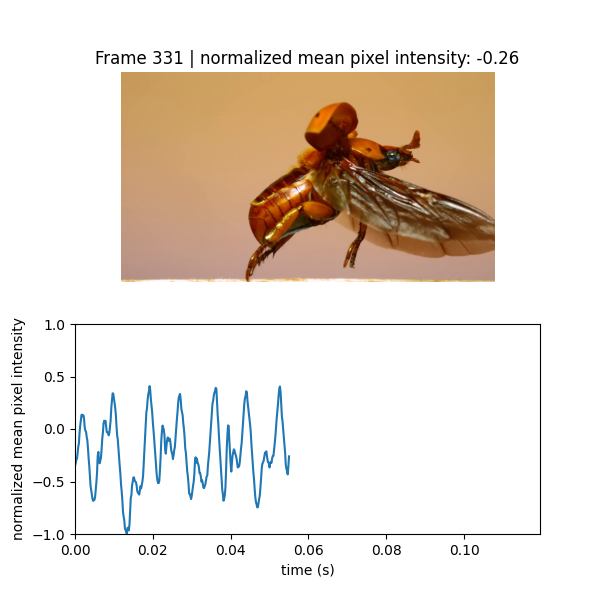 Frame 331 | normalized mean pixel intensity: -0.26
1.0
0.5
0.0
−0.5
−1.0
normalized mean pixel intensity
0.00 0.02 0.04 0.06 0.08 0.10
time (s)